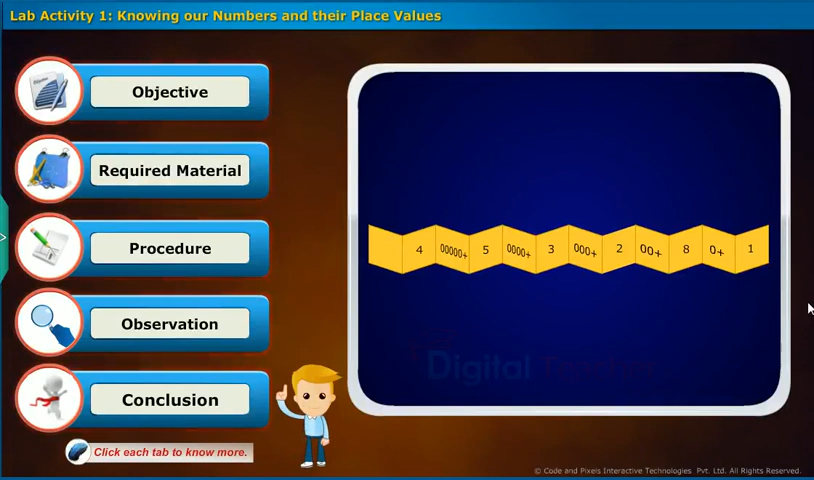 Lab Activity 1: Knowing our Numbers and their Place Values
Objective
Required Material
Procedure
Observation
Conclusion
Click each tab to know more.
4 00000+ 5 0000+ 3 000+ 2 00+ 8 0+ 1
Digital Teacher
© Code and Pixels Interactive Technologies Pvt. Ltd. All Rights Reserved.